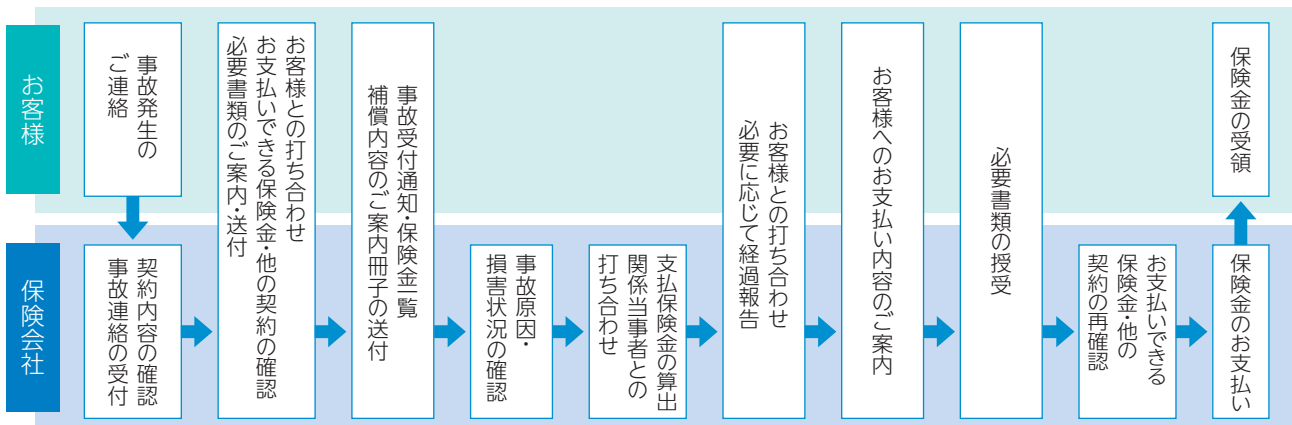 お客様
事故発生の
ご連絡
保険会社
契約内容の確認
事故連絡の受付
お客様との打ち合わせ
お支払いできる保険金・他の契約の確認
必要書類のご案内・送付
事故受付通知・保険金一覧
補償内容のご案内冊子の送付
事故原因・
損害状況の確認
支払保険金の算出
関係当事者との
打ち合わせ
お客様との打ち合わせ
必要に応じて経過報告
お客様へのお支払い内容のご案内
必要書類の授受
お支払いできる
保険金・他の
契約の再確認
保険金のお支払い
保険金の受領